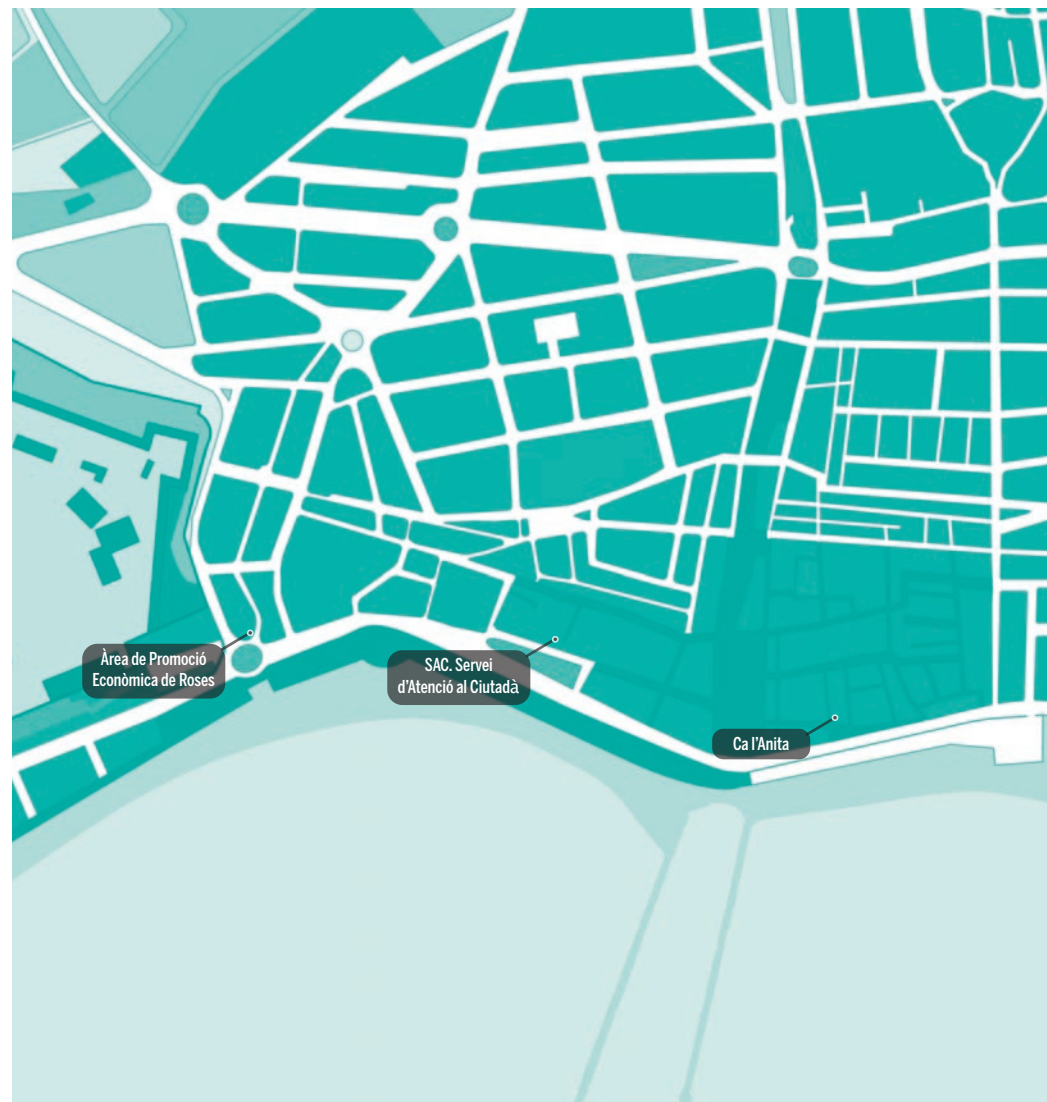 Àrea de Promoció
Econòmica de Roses
SAC. Servei
d'Atenció al Ciutadà
Ca l'Anita